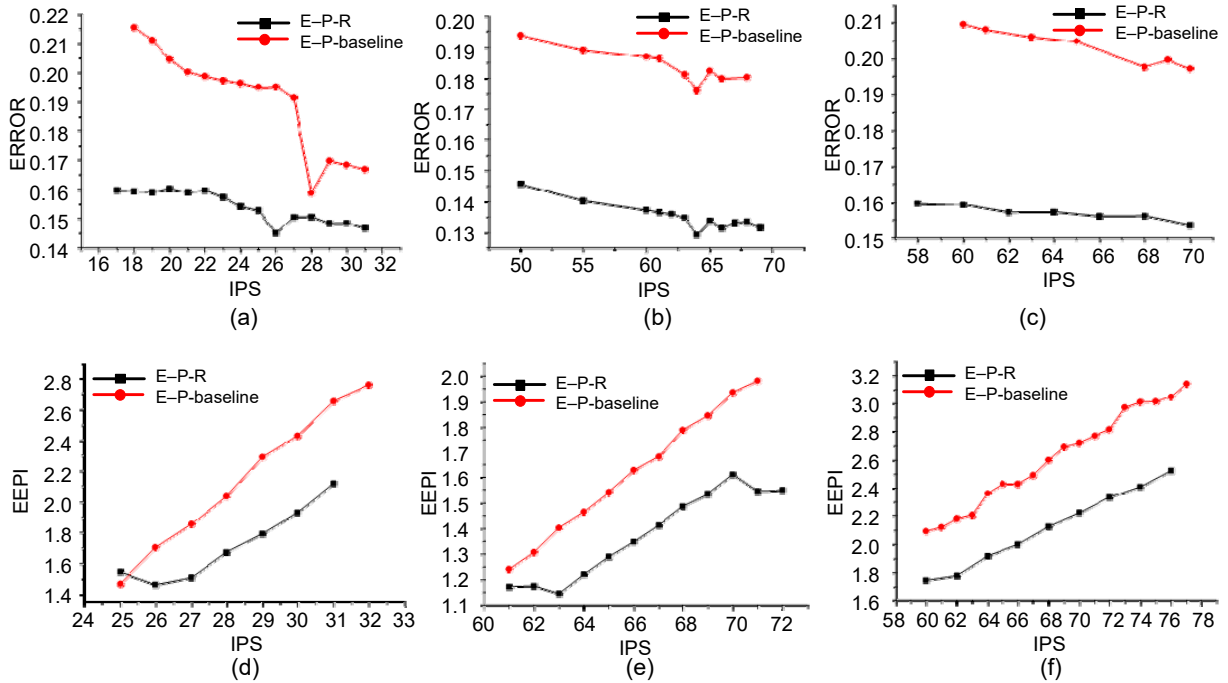 E–P-R
E–P-baseline
0.22
0.21
0.20
0.19
0.18
0.17
0.16
0.15
0.14
ERROR
16 18 20 22 24 26 28 30 32
IPS
(a)
E–P-R
E–P-baseline
0.20
0.19
0.18
0.17
0.16
0.15
0.14
0.13
ERROR
50 55 60 65 70
IPS
(b)
E–P-R
E–P-baseline
0.21
0.20
0.19
0.18
0.17
0.16
0.15
ERROR
58 60 62 64 66 68 70
IPS
(c)
E–P-R
E–P-baseline
2.8
2.6
2.4
2.2
2.0
1.8
1.6
1.4
EEPI
24 25 26 27 28 29 30 31 32 33
IPS
(d)
E–P-R
E–P-baseline
2.0
1.9
1.8
1.7
1.6
1.5
1.4
1.3
1.2
1.1
EEPI
60 62 64 66 68 70 72
IPS
(e)
E–P-R
E–P-baseline
3.2
3.0
2.8
2.6
2.4
2.2
2.0
1.8
1.6
EEPI
58 60 62 64 66 68 70 72 74 76 78
IPS
(f)